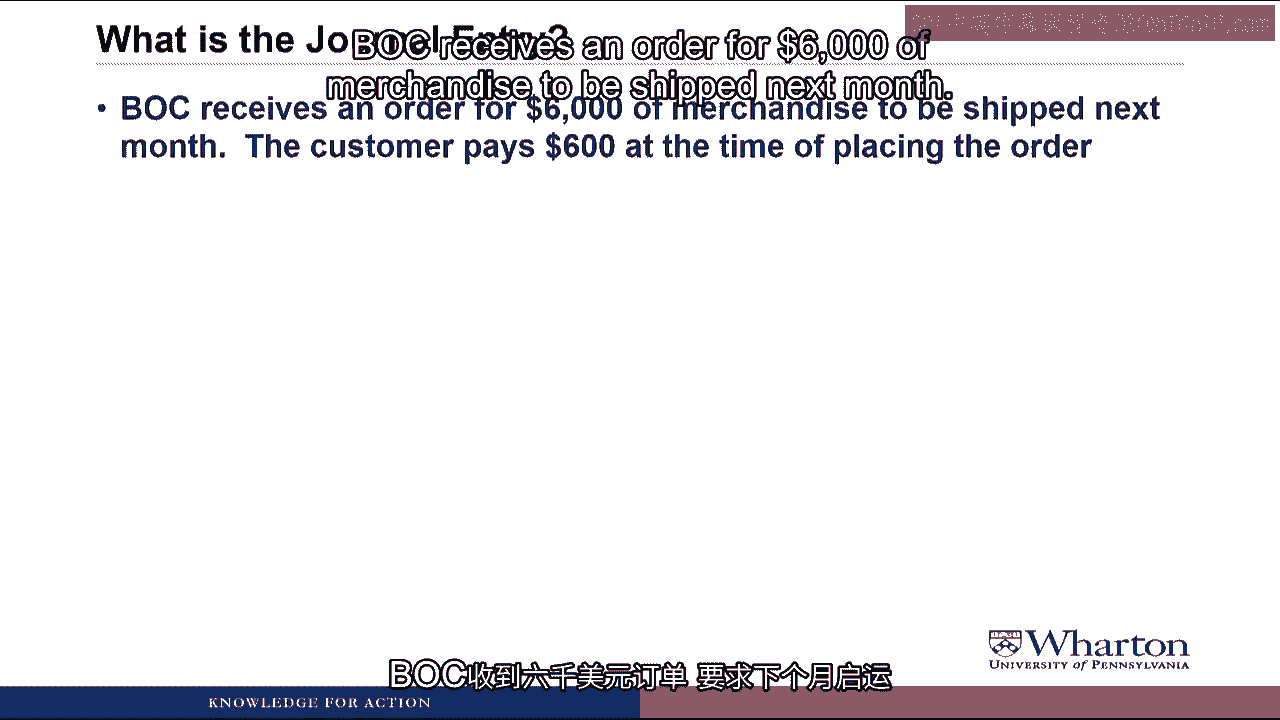 What is the Journal Entry?
BOC receives an order for $6,000 of
merchandise to be shipped next month.
• BOC receives an order for $6,000 of merchandise to be shipped next
month. The customer pays $600 at the time of placing the order
Wharton
UNIVERSITY of PENNSYLVANIA
BOC收到六千美元订单 要求下个月启运
KNOWLEDGE FOR ACTION